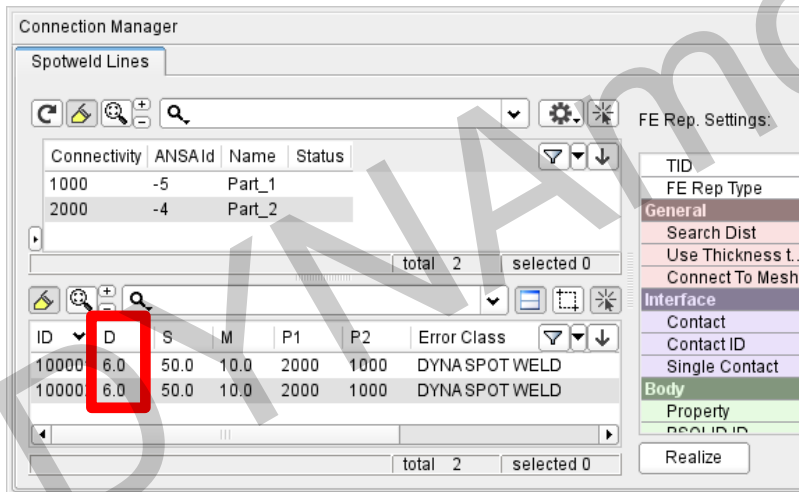 Connection Manager
Spotweld Lines
FE Rep. Settings:
Connectivity ANSA Id Name Status
1000 -5 Part_1
2000 -4 Part_2
total 2 selected 0
ID D S M P1 P2 Error Class
10000 6.0 50.0 10.0 2000 1000 DYNA SPOT WELD
10000 6.0 50.0 10.0 2000 1000 DYNA SPOT WELD
total 2 selected 0
TID
FE Rep Type
General
Search Dist
Use Thickness t..
Connect To Mesh
Interface
Contact
Contact ID
Single Contact
Body
Property
PSOLID ID
Realize
DYNAmo